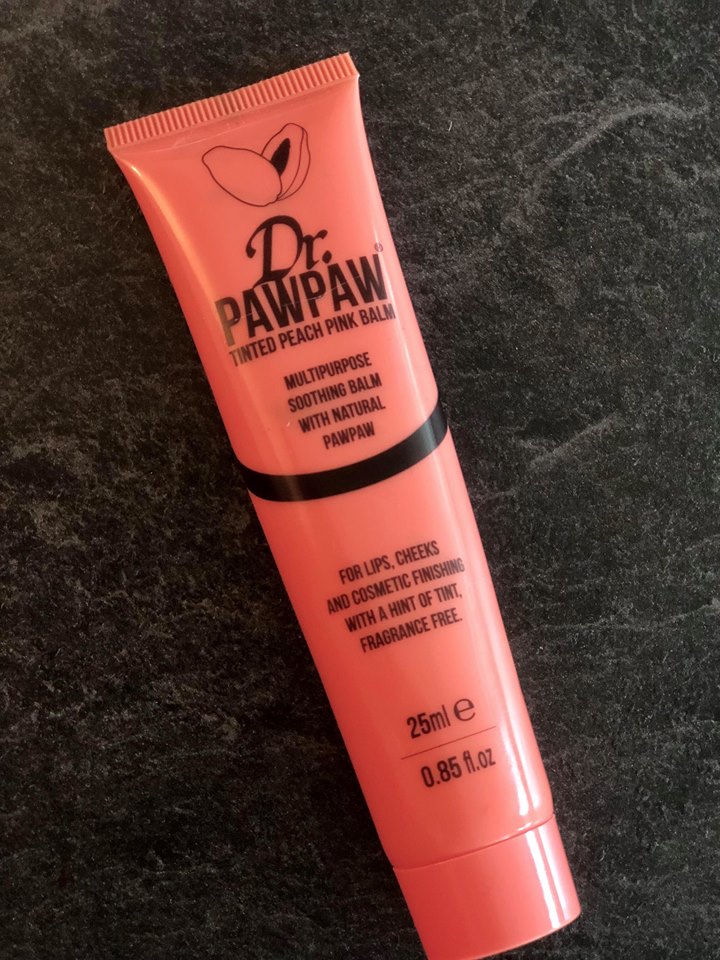 Dr.
PAWPAW®
TINTED PEACH PINK BALM
MULTIPURPOSE
SOOTHING BALM
WITH NATURAL
PAWPAW
FOR LIPS, CHEEKS
AND COSMETIC FINISHING
WITH A HINT OF TINT,
FRAGRANCE FREE.
25ml ℮
0.85 fl.oz